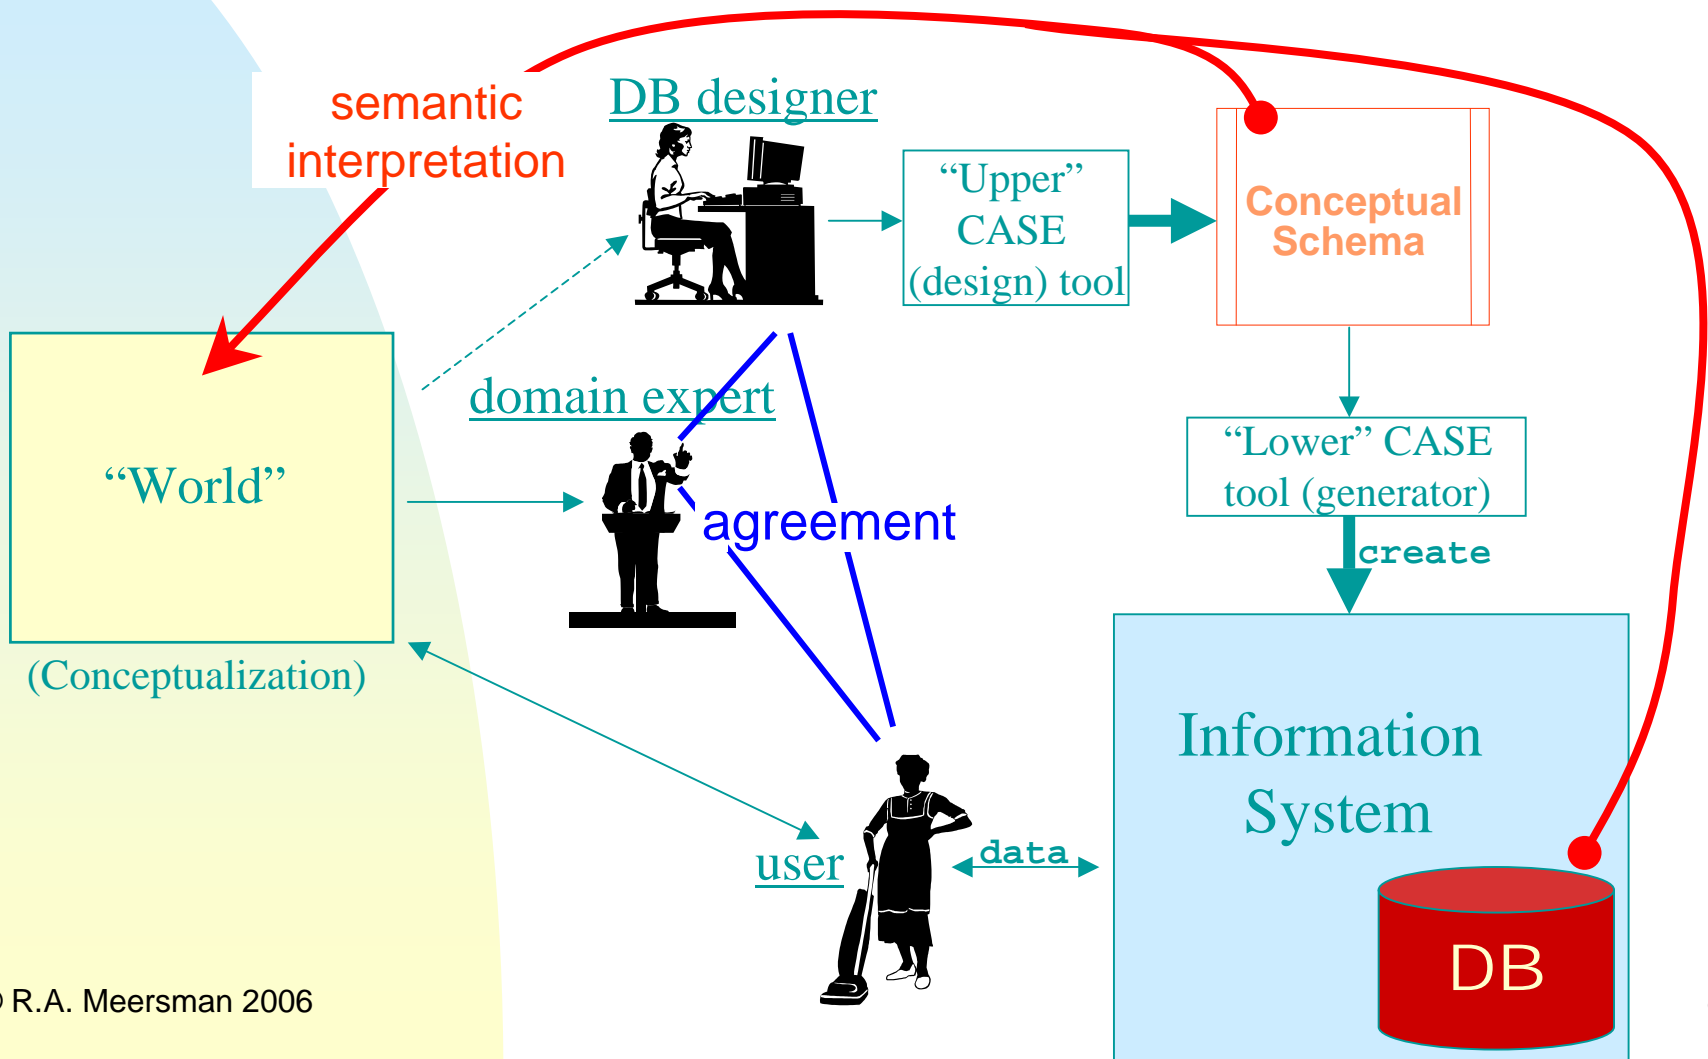 semantic
interpretation
DB designer
“Upper”
CASE
(design) tool
Conceptual
Schema
domain expert
“World”
(Conceptualization)
agreement
“Lower” CASE
tool (generator)
create
Information
System
user
data
DB
© R.A. Meersman 2006